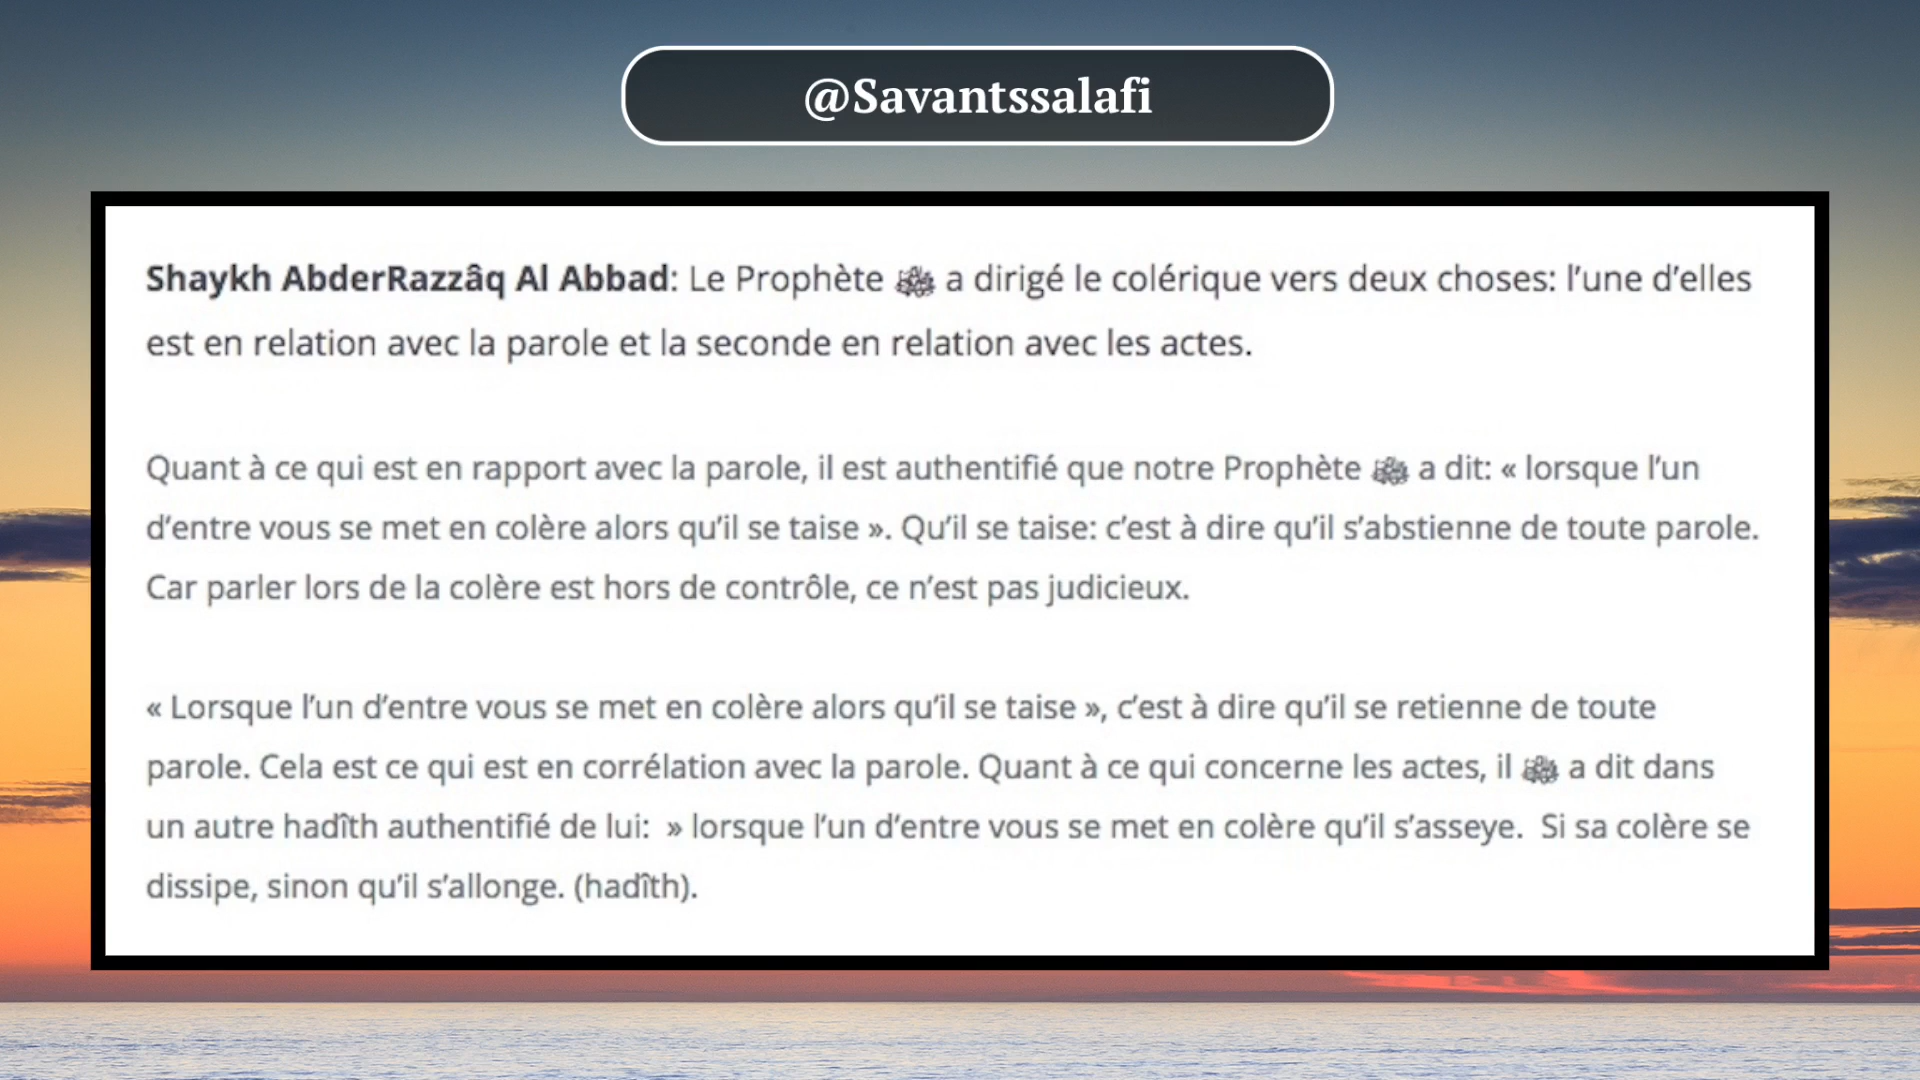 @Savantssalafi
Shaykh AbderRazzâq Al Abbad: Le Prophète ﷺ a dirigé le colérique vers deux choses: l’une d’elles
est en relation avec la parole et la seconde en relation avec les actes.
Quant à ce qui est en rapport avec la parole, il est authentifié que notre Prophète ﷺ a dit: « lorsque l’un
d’entre vous se met en colère alors qu’il se taise ». Qu’il se taise: c’est à dire qu’il s’abstienne de toute parole.
Car parler lors de la colère est hors de contrôle, ce n’est pas judicieux.
« Lorsque l’un d’entre vous se met en colère alors qu’il se taise », c’est à dire qu’il se retienne de toute
parole. Cela est ce qui est en corrélation avec la parole. Quant à ce qui concerne les actes, il ﷺ a dit dans
un autre hadîth authentifié de lui:  » lorsque l’un d’entre vous se met en colère qu’il s’asseye.  Si sa colère se
dissipe, sinon qu’il s’allonge. (hadîth).